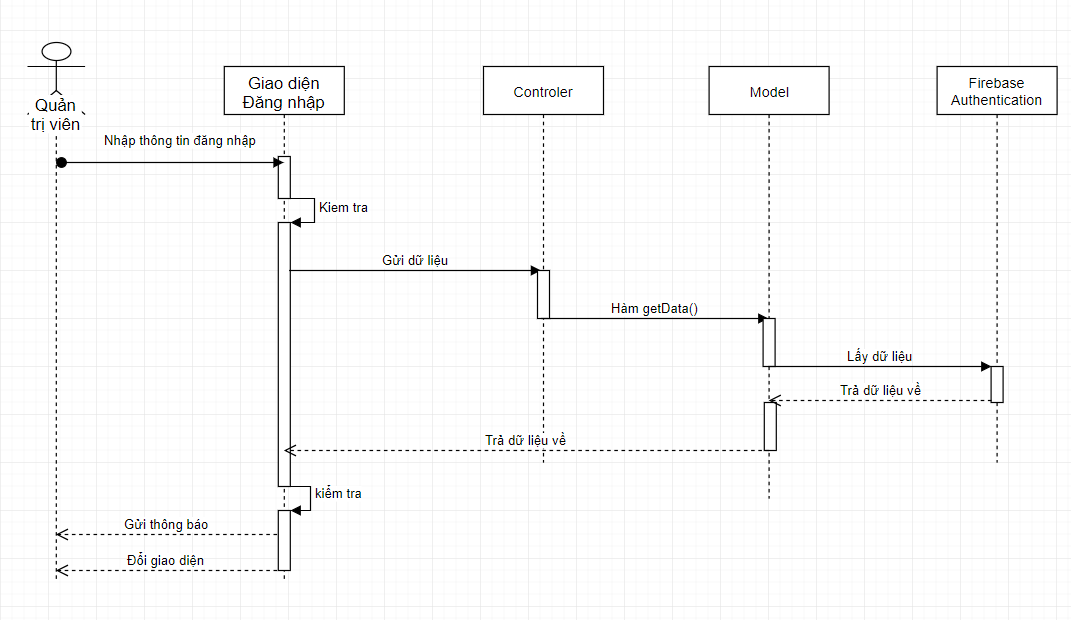 Quản
trị viên
Giao diện
Đăng nhập
Controler
Model
Firebase
Authentication
Nhập thông tin đăng nhập
Kiem tra
Gửi dữ liệu
Hàm getData()
Lấy dữ liệu
Trả dữ liệu về
Trả dữ liệu về
kiểm tra
Gửi thông báo
Đổi giao diện